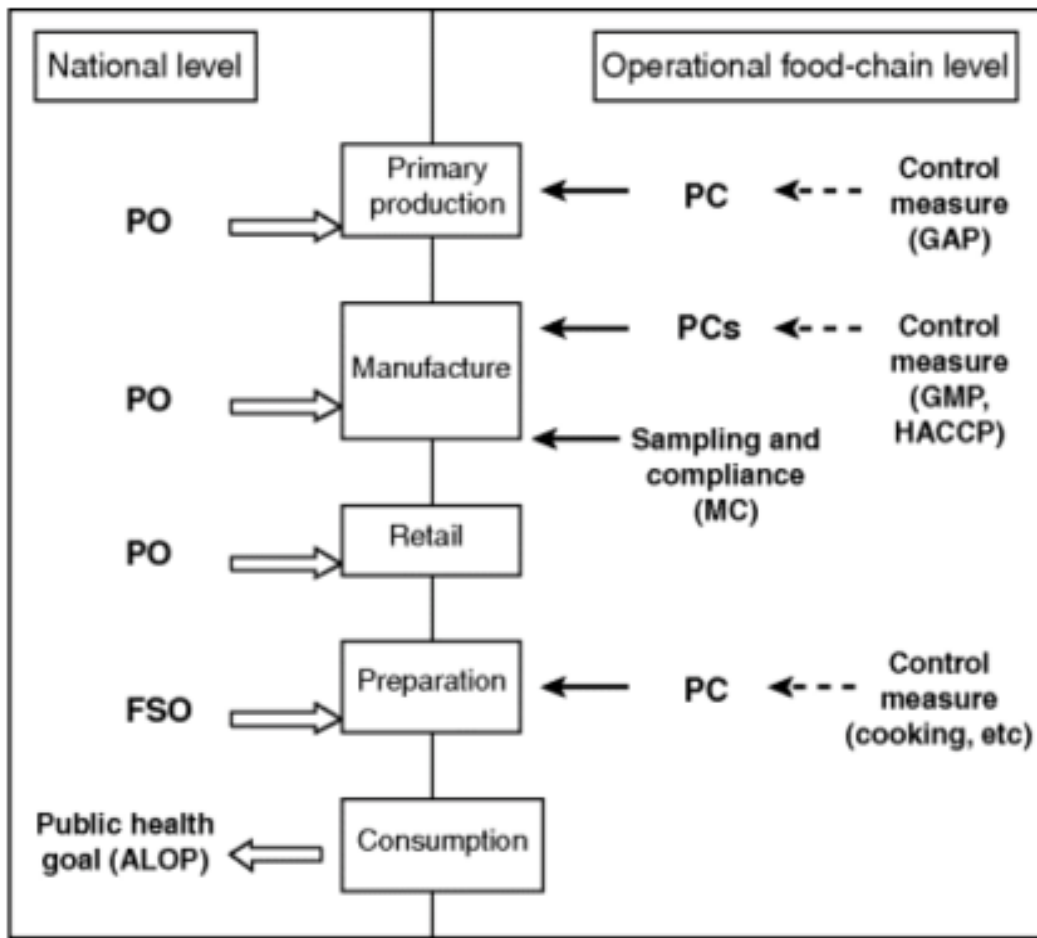 National level
Operational food-chain level
Primary
production
PO
PC
Control
measure
(GAP)
Manufacture
PO
PCs
Control
measure
(GMP,
HACCP)
Sampling and
compliance
(MC)
Retail
PO
Preparation
FSO
PC
Control
measure
(cooking, etc)
Consumption
Public health
goal (ALOP)